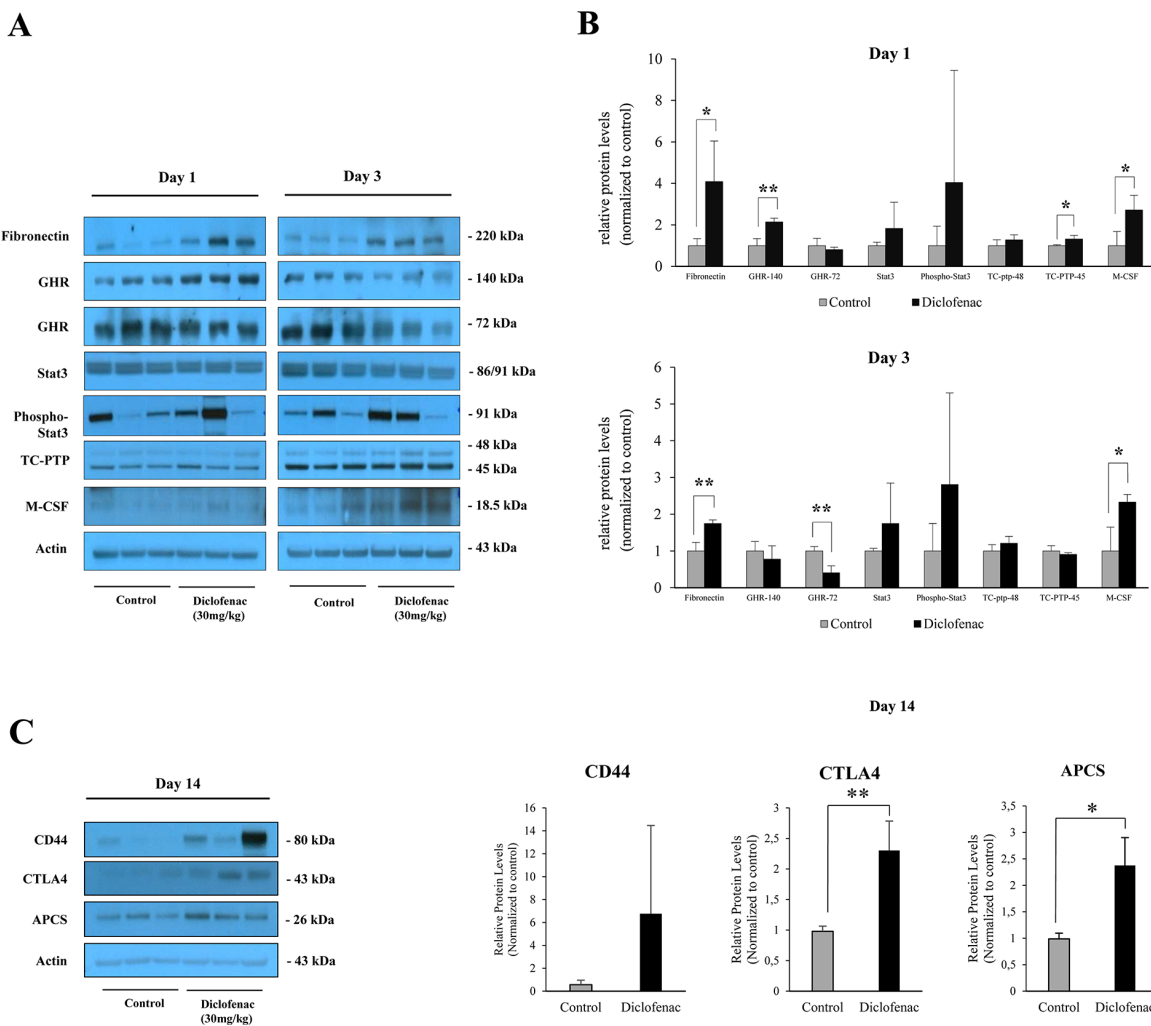 A
Day 1
Day 3
Fibronectin
- 220 kDa
GHR
- 140 kDa
GHR
- 72 kDa
Stat3
- 86/91 kDa
Phospho-
Stat3
- 91 kDa
TC-PTP
- 48 kDa
- 45 kDa
M-CSF
- 18.5 kDa
Actin
- 43 kDa
Control
Diclofenac
(30mg/kg)
Control
Diclofenac
(30mg/kg)
B
Day 1
relative protein levels
(normalized to control)
10
8
6
4
2
0
*
**
*
*
Fibronectin GHR-140 GHR-72 Stat3 Phospho-Stat3 TC-ptp-48 TC-PTP-45 M-CSF
Control Diclofenac
Day 3
relative protein levels
(normalized to control)
6
5
4
3
2
1
0
**
**
*
Fibronectin GHR-140 GHR-72 Stat3 Phospho-Stat3 TC-ptp-48 TC-PTP-45 M-CSF
Control Diclofenac
C
Day 14
CD44
- 80 kDa
CTLA4
- 43 kDa
APCS
- 26 kDa
Actin
- 43 kDa
Control
Diclofenac
(30mg/kg)
Day 14
CD44
Relative Protein Levels
(Normalized to control)
16
14
12
10
8
6
4
2
0
Control Diclofenac
CTLA4
Relative Protein Levels
(Normalized to control)
3
2,5
2
1,5
1
0,5
0
**
Control Diclofenac
APCS
Relative Protein Levels
(Normalized to control)
3,5
3
2,5
2
1,5
1
0,5
0
*
Control Diclofenac